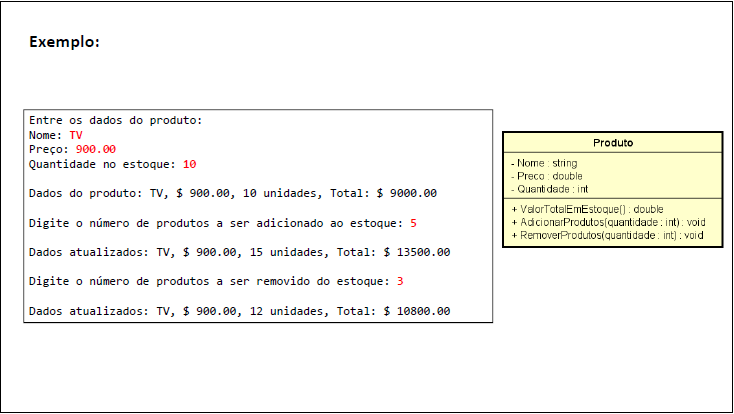 Exemplo:
Entre os dados do produto:
Nome: TV
Preço: 900.00
Quantidade no estoque: 10
Dados do produto: TV, $ 900.00, 10 unidades, Total: $ 9000.00
Digite o número de produtos a ser adicionado ao estoque: 5
Dados atualizados: TV, $ 900.00, 15 unidades, Total: $ 13500.00
Digite o número de produtos a ser removido do estoque: 3
Dados atualizados: TV, $ 900.00, 12 unidades, Total: $ 10800.00
Produto
- Nome : string
- Preco : double
- Quantidade : int
+ ValorTotalEmEstoque() : double
+ AdicionarProdutos(quantidade : int) : void
+ RemoverProdutos(quantidade : int) : void